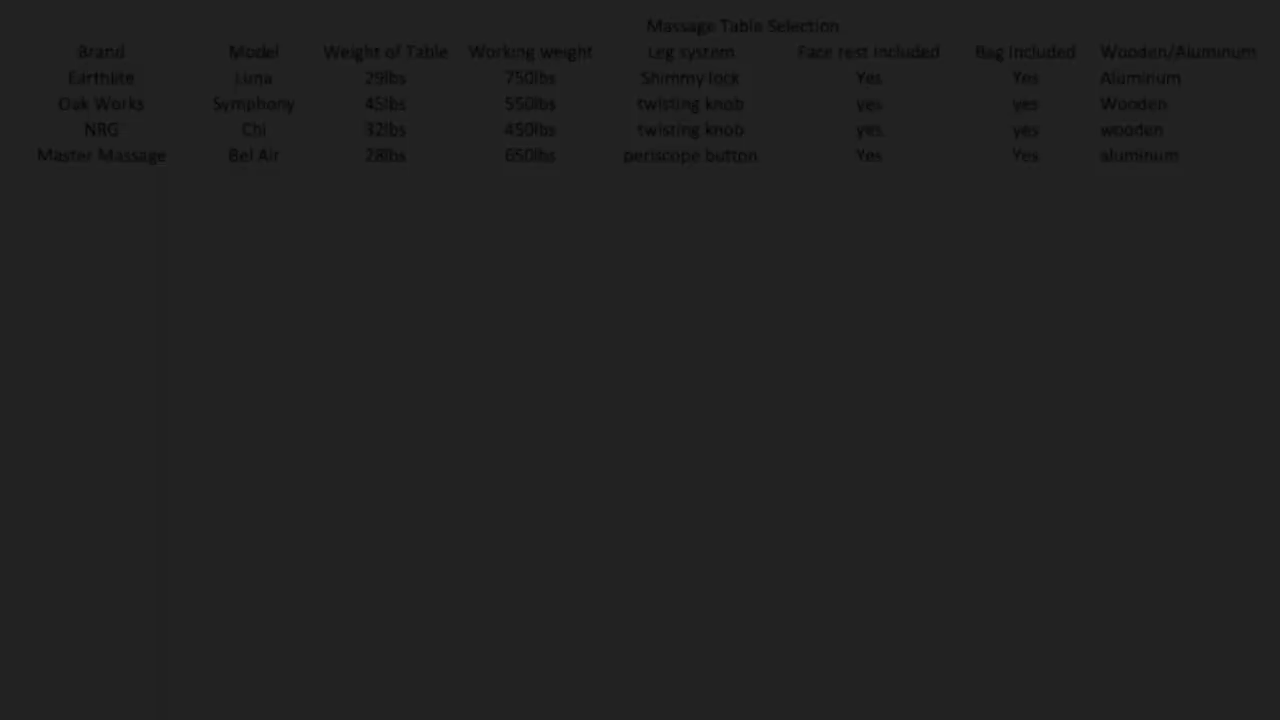 Massage Table Selection
Brand Model Weight of Table Working weight Leg system Face rest included Bag included Wooden/Aluminum
Earthlite Luna 29lbs 750lbs Shimmy lock Yes Yes Aluminum
Oak Works Symphony 45lbs 550lbs twisting knob yes yes Wooden
NRG Chi 32lbs 450lbs twisting knob yes yes wooden
Master Massage Bel Air 28lbs 650lbs periscope button Yes Yes aluminum